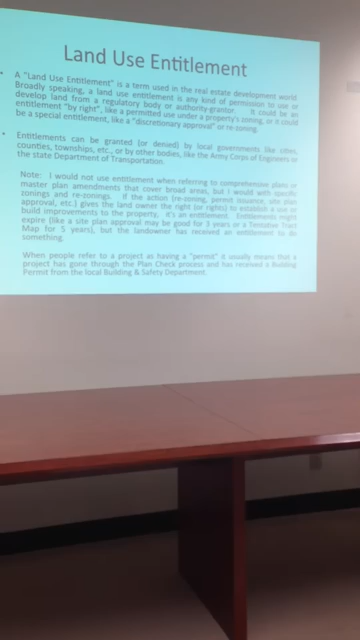 Land Use Entitlement
• A "Land Use Entitlement" is a term used in the real estate development world.
Broadly speaking, a land use entitlement is any kind of permission to use or
develop land from a regulatory body or authority-grantor. It could be an
entitlement "by right", like a permitted use under a property's zoning, or it could
be a special entitlement, like a "discretionary approval" or re-zoning.
• Entitlements can be granted (or denied) by local governments like cities,
counties, townships, etc., or by other bodies, like the Army Corps of Engineers or
the state Department of Transportation.
Note: I would not use entitlement when referring to comprehensive plans or
master plan amendments that cover broad areas, but I would with specific
zonings and re-zonings. If the action (re-zoning, permit issuance, site plan
approval, etc.) gives the land owner the right (or rights) to establish a use or
build improvements to the property, it's an entitlement. Entitlements might
expire (like a site plan approval may be good for 3 years or a Tentative Tract
Map for 5 years), but the landowner has received an entitlement to do
something.
When people refer to a project as having a "permit" it usually means that a
project has gone through the Plan Check process and has received a Building
Permit from the local Building & Safety Department.